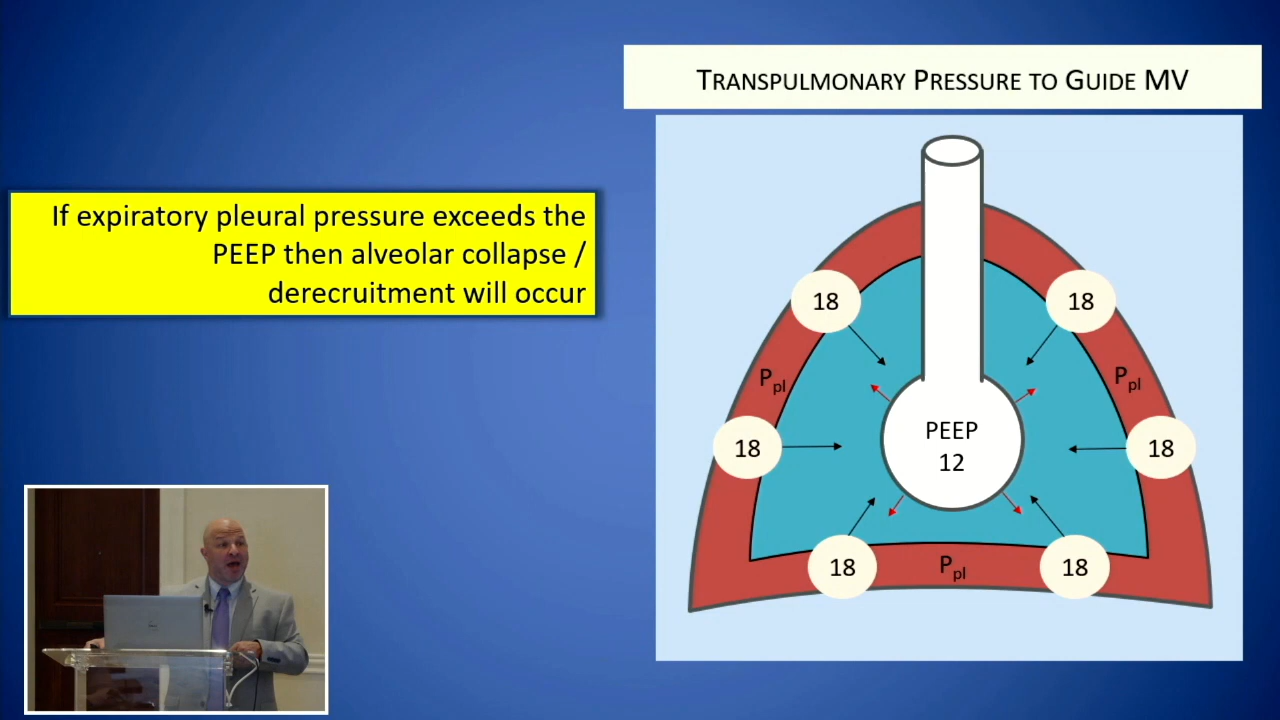 TRANSPULMONARY PRESSURE TO GUIDE MV
If expiratory pleural pressure exceeds the
PEEP then alveolar collapse /
derecruitment will occur
18
18
Ppl
Ppl
18
PEEP
12
18
18
Ppl
18